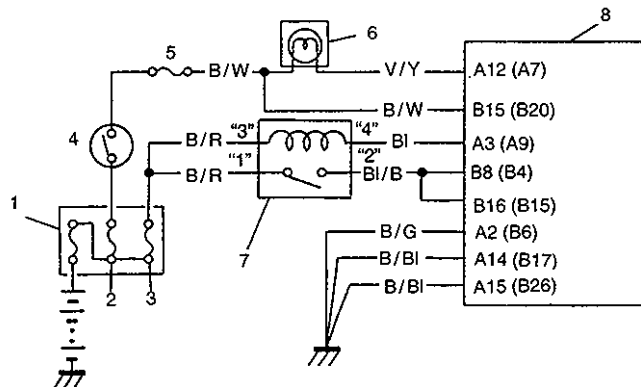 8
6
5
B/W
V/Y
A12 (A7)
B/W
B15 (B20)
4
B/R
"3"
"4"
Bl
A3 (A9)
B/R
"1"
"2"
Bl/B
B8 (B4)
1
7
B16 (B15)
B/G
A2 (B6)
B/Bl
A14 (B17)
2
3
B/Bl
A15 (B26)